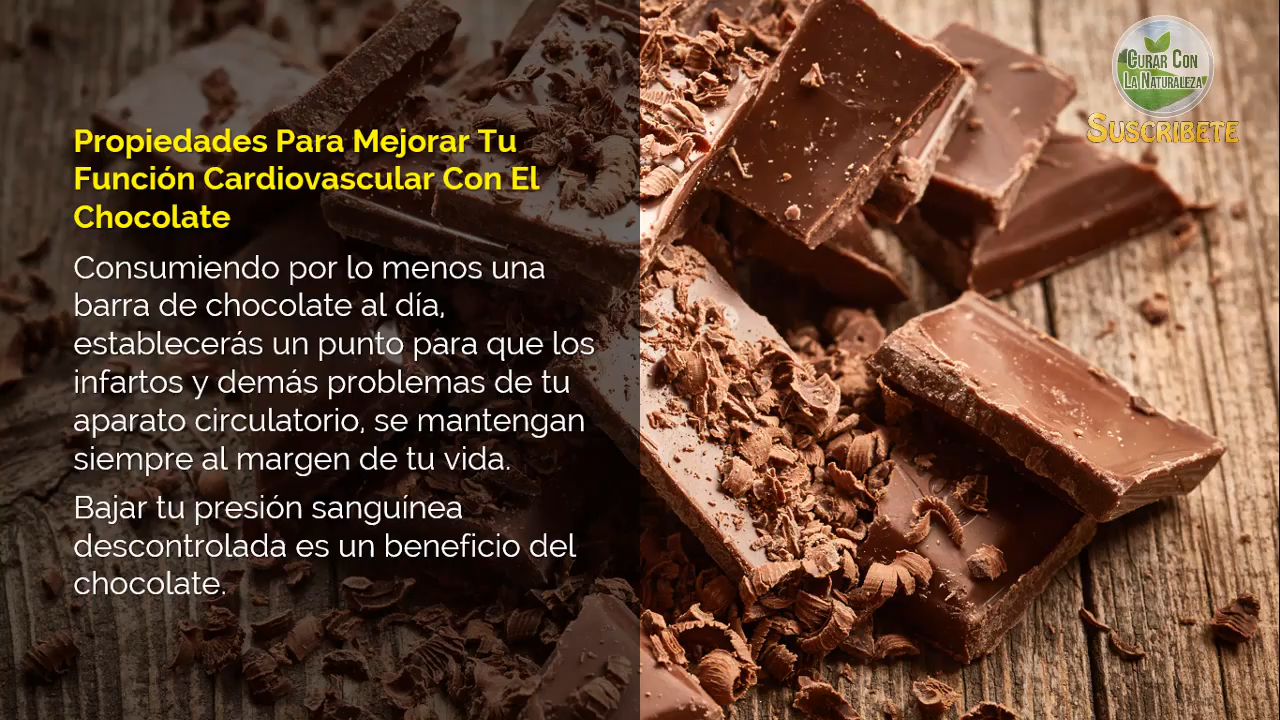 Propiedades Para Mejorar Tu
Función Cardiovascular Con El
Chocolate
Consumiendo por lo menos una
barra de chocolate al día,
establecerás un punto para que los
infartos y demás problemas de tu
aparato circulatorio, se mantengan
siempre al margen de tu vida.
Bajar tu presión sanguínea
descontrolada es un beneficio del
chocolate.
Curar Con
La Naturaleza
Suscribete